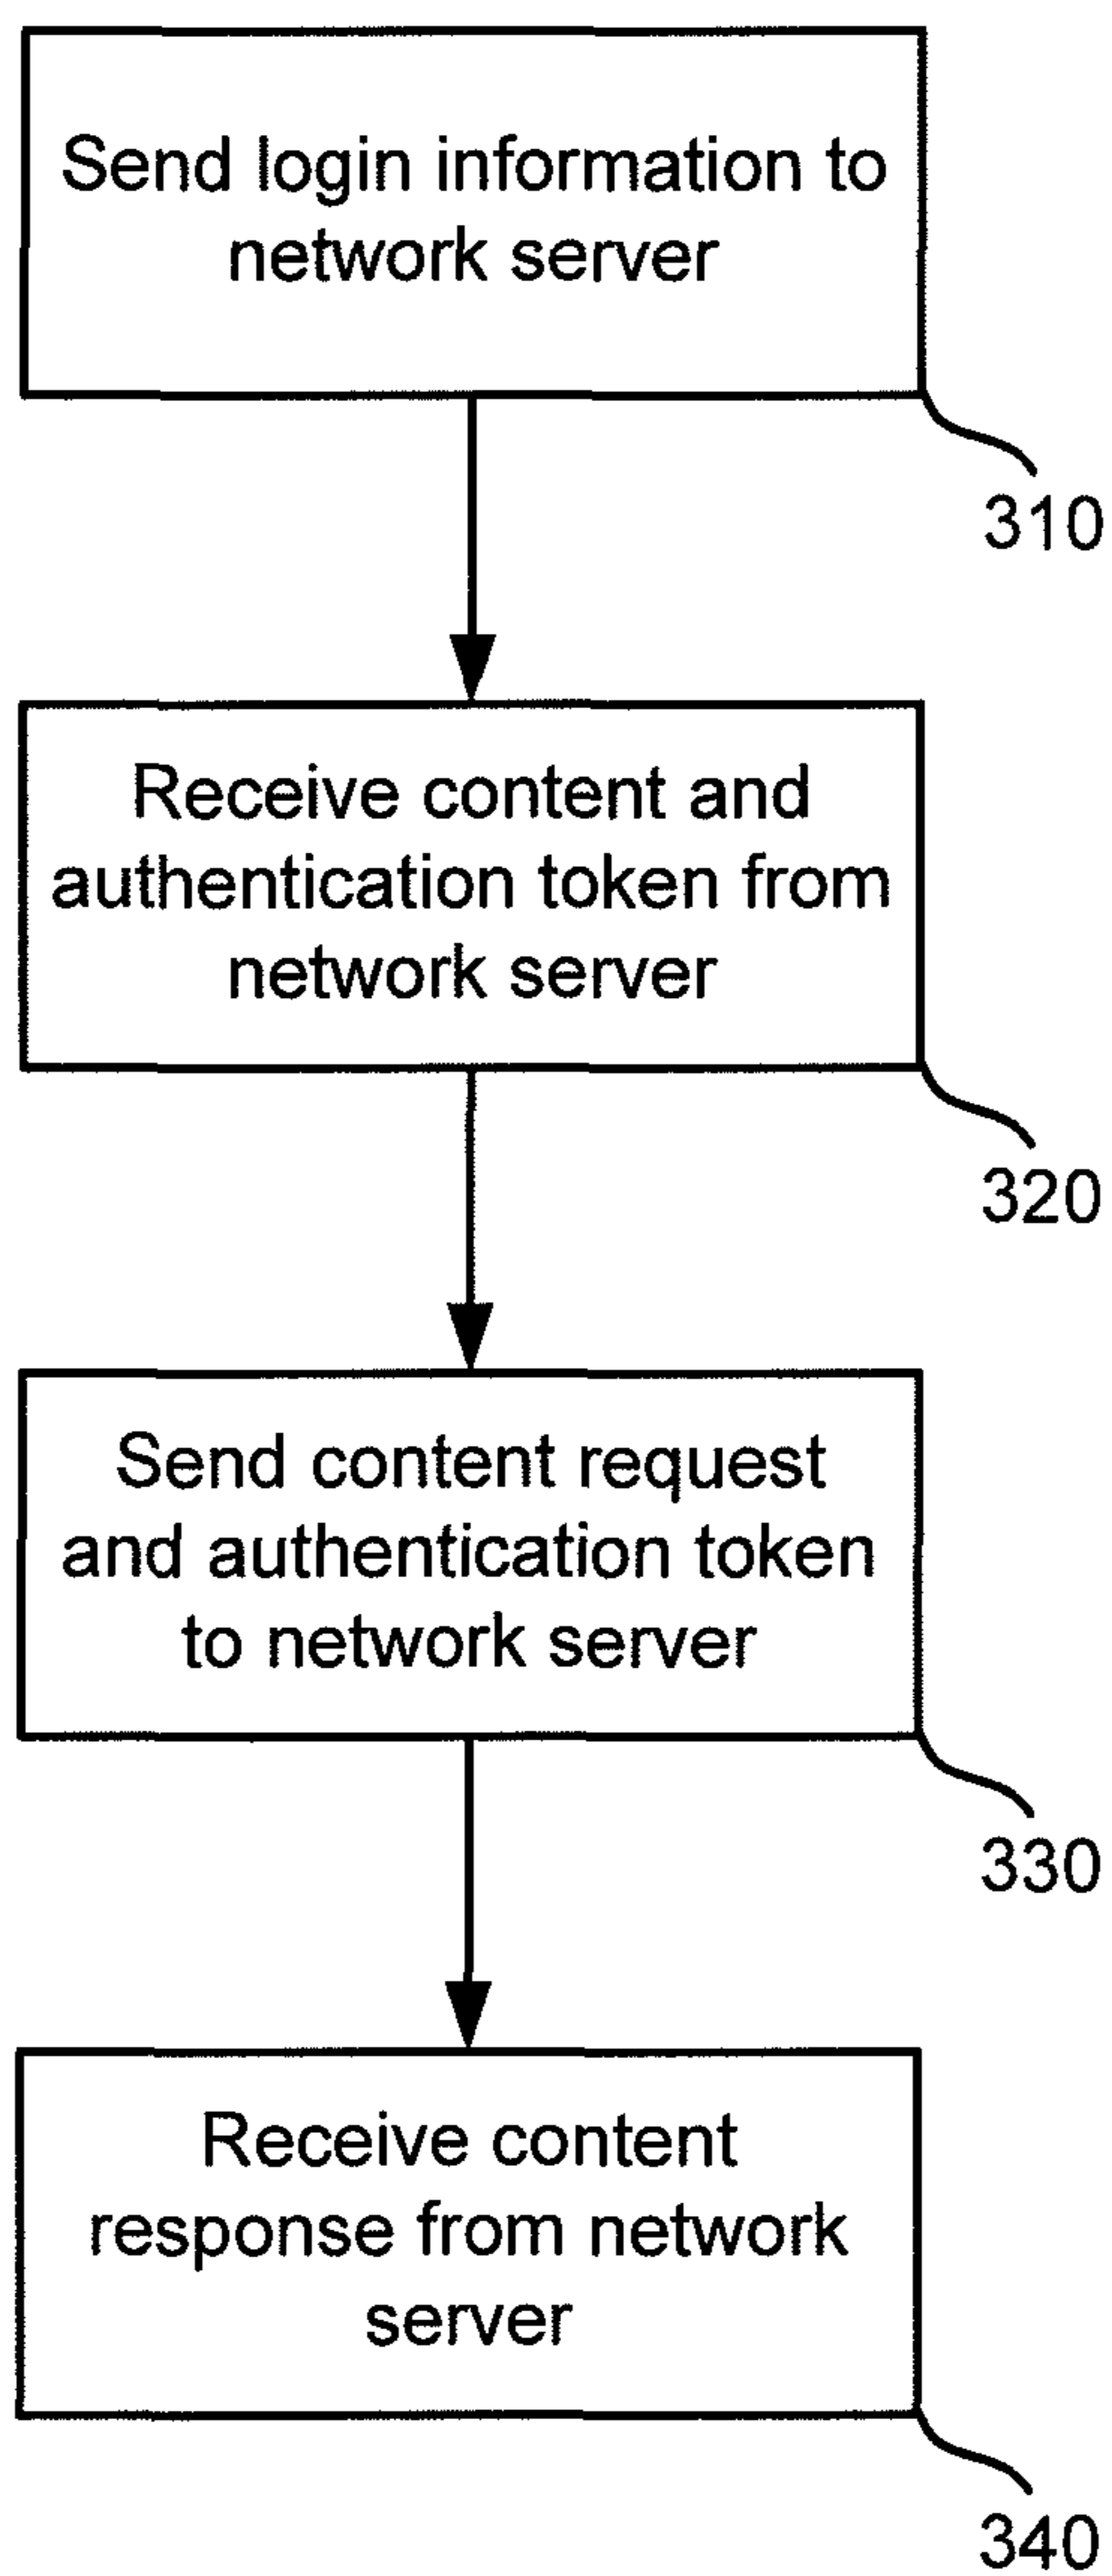 Send login information to
network server
310
Receive content and
authentication token from
network server
320
Send content request
and authentication token
to network server
330
Receive content
response from network
server
340